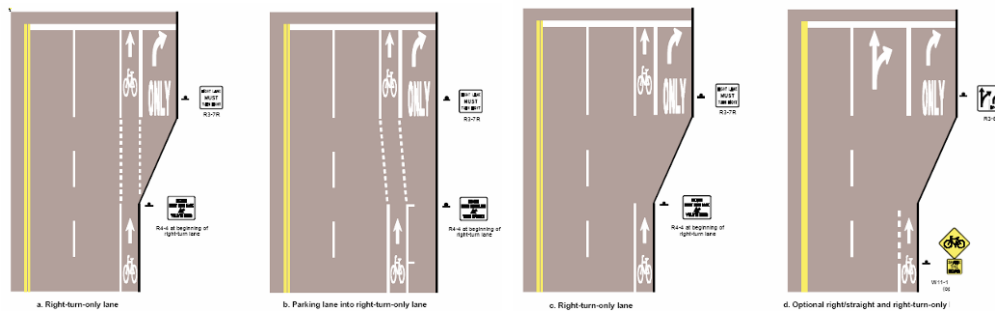 ONLY
RIGHT LANE
MUST
TURN RIGHT
R3-7R
R4-4 at beginning of
right-turn lane
a. Right-turn-only lane
ONLY
RIGHT LANE
MUST
TURN RIGHT
R3-7R
R4-4 at beginning of
right-turn lane
b. Parking lane into right-turn-only lane
ONLY
RIGHT LANE
MUST
TURN RIGHT
R3-7R
R4-4 at beginning of
right-turn lane
c. Right-turn-only lane
ONLY
W11-1
d. Optional right/straight and right-turn-only